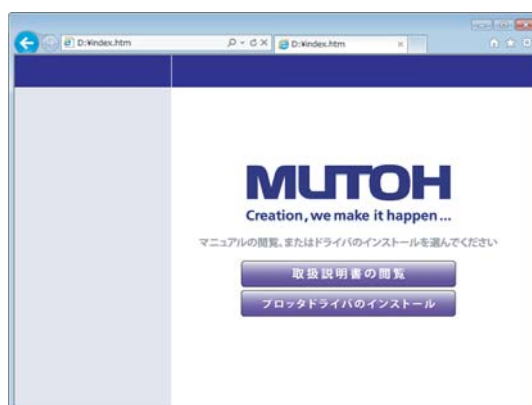 D:¥index.htm
D:¥index.htm
MUTOH
Creation, we make it happen...
マニュアルの閲覧、またはドライバのインストールを選んでください
取扱説明書の閲覧
プロッタドライバのインストール